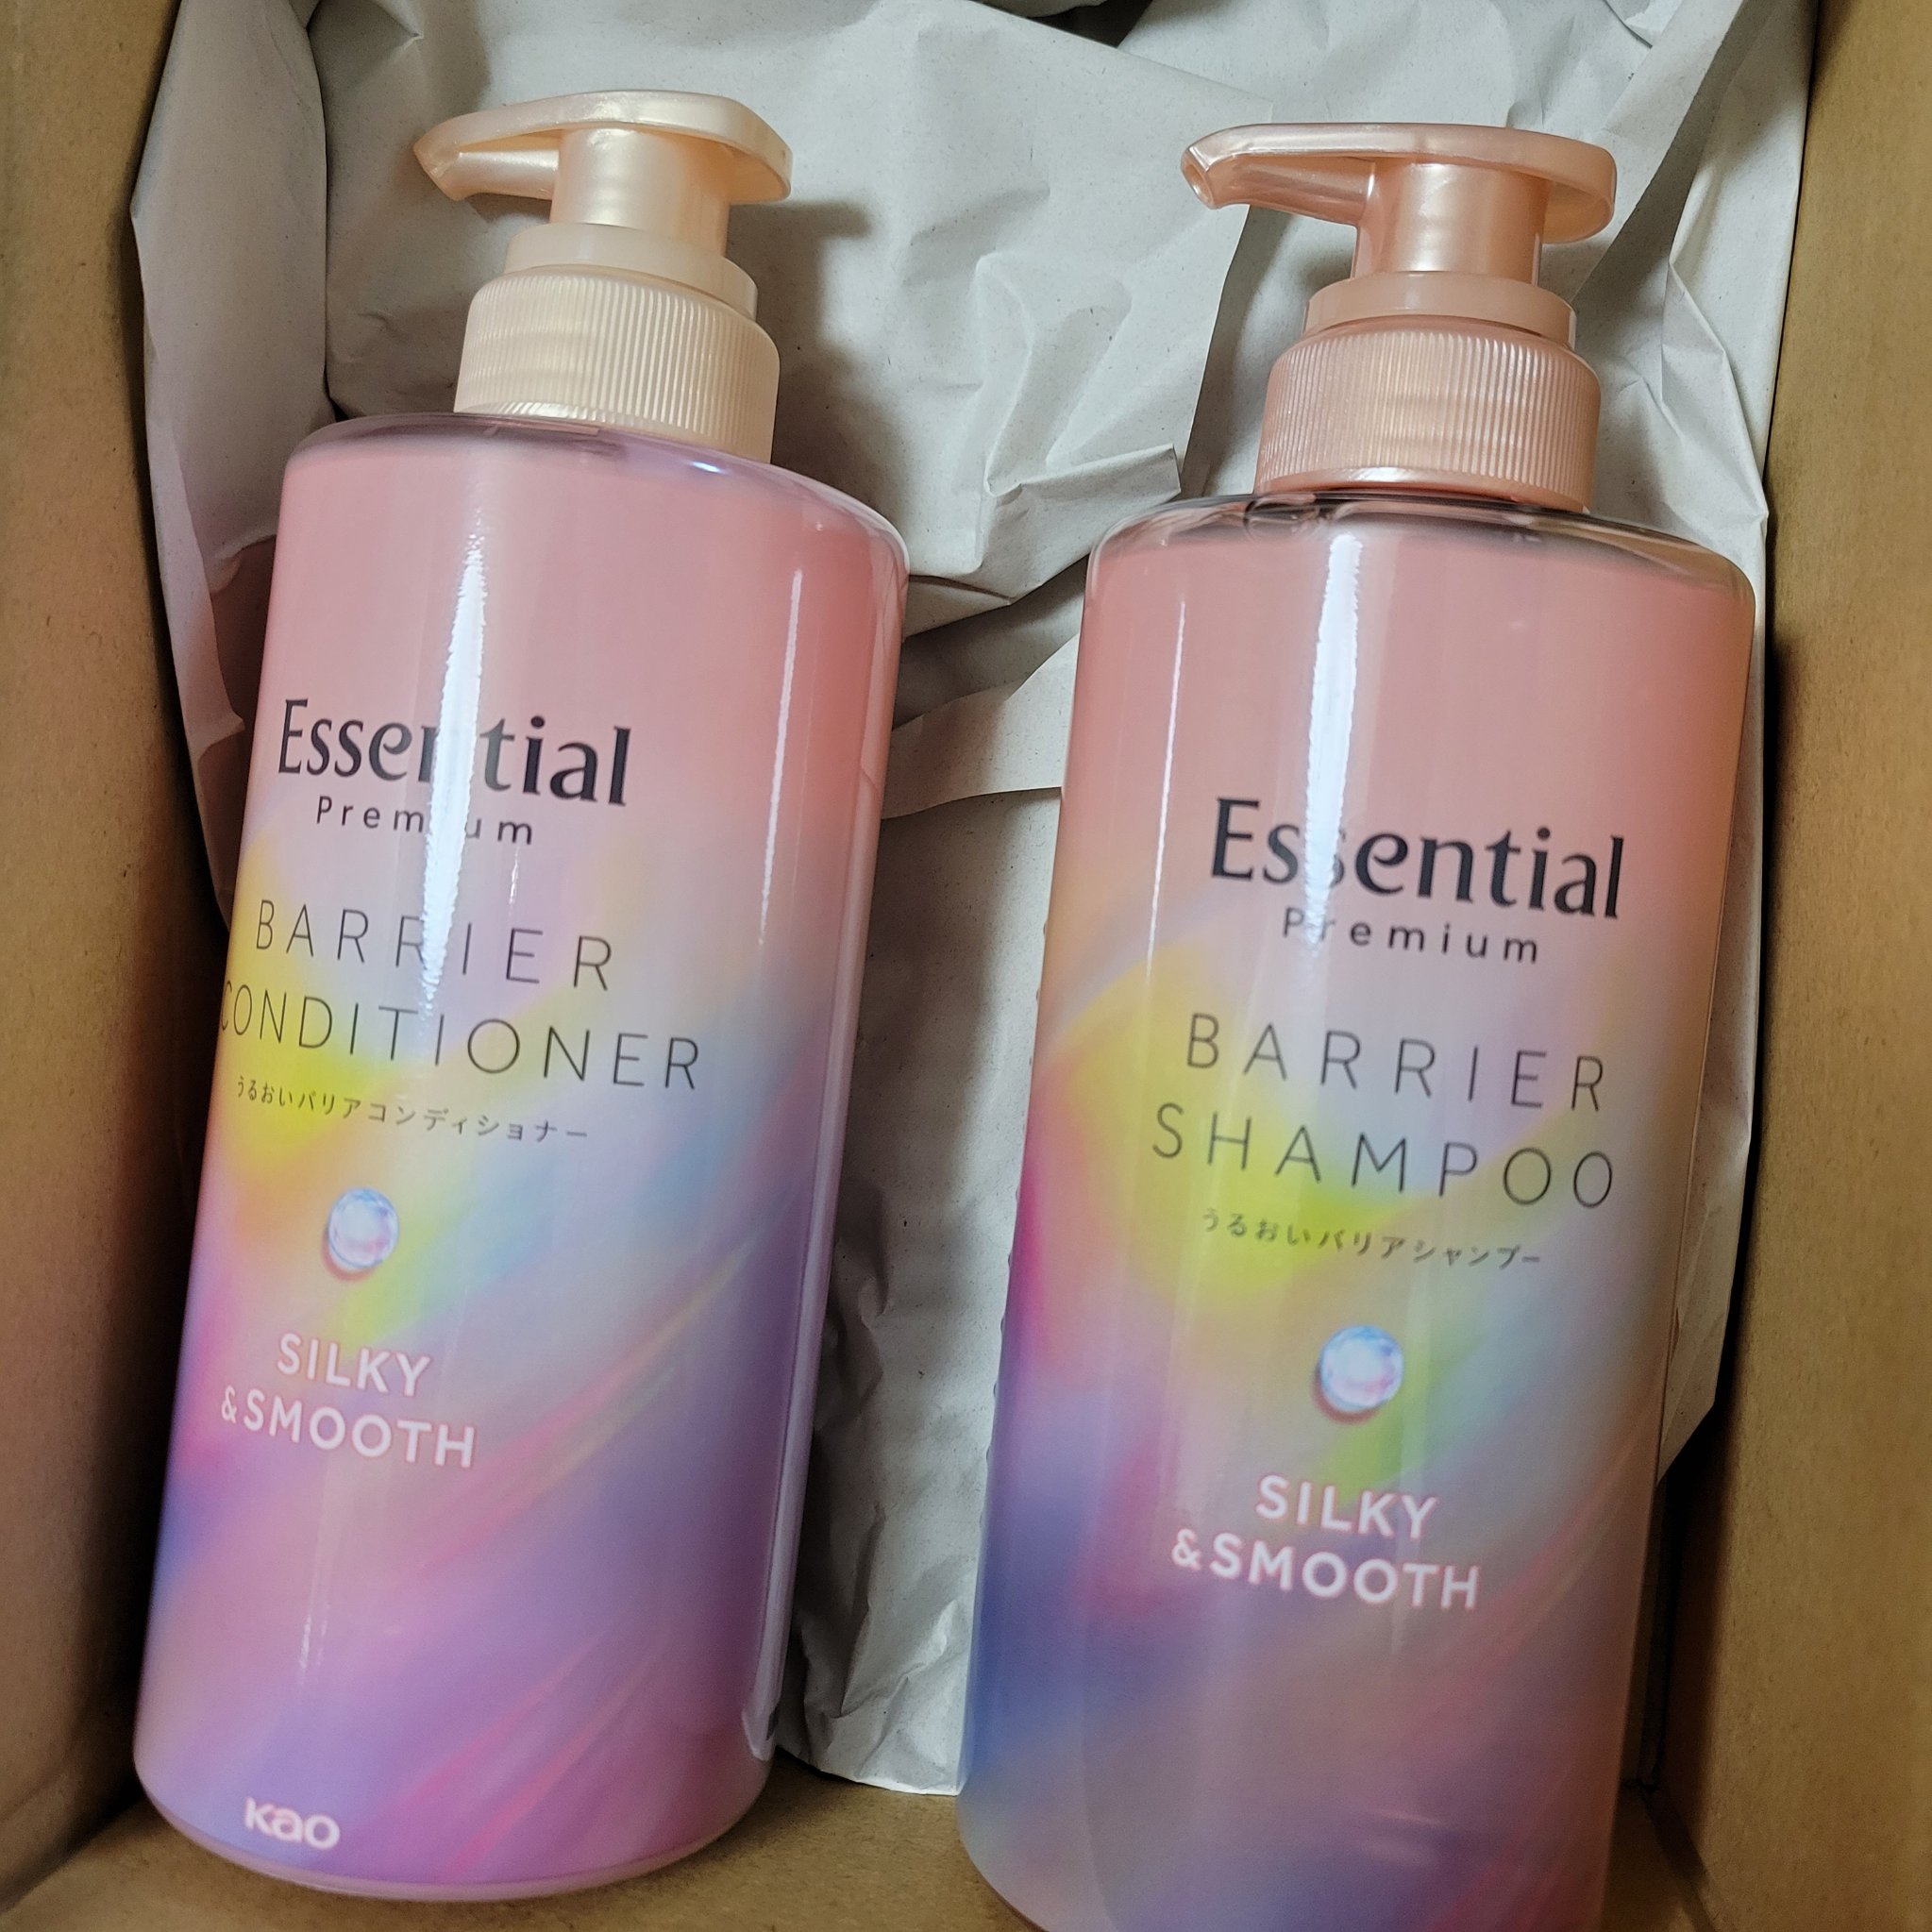 Essential
Premium
BARRIER
CONDITIONER
うるおいバリアコンディショナー
SILKY
&SMOOTH
Kao
Essential
Premium
BARRIER
SHAMPOO
うるおいバリアシャンプー
SILKY
&SMOOTH